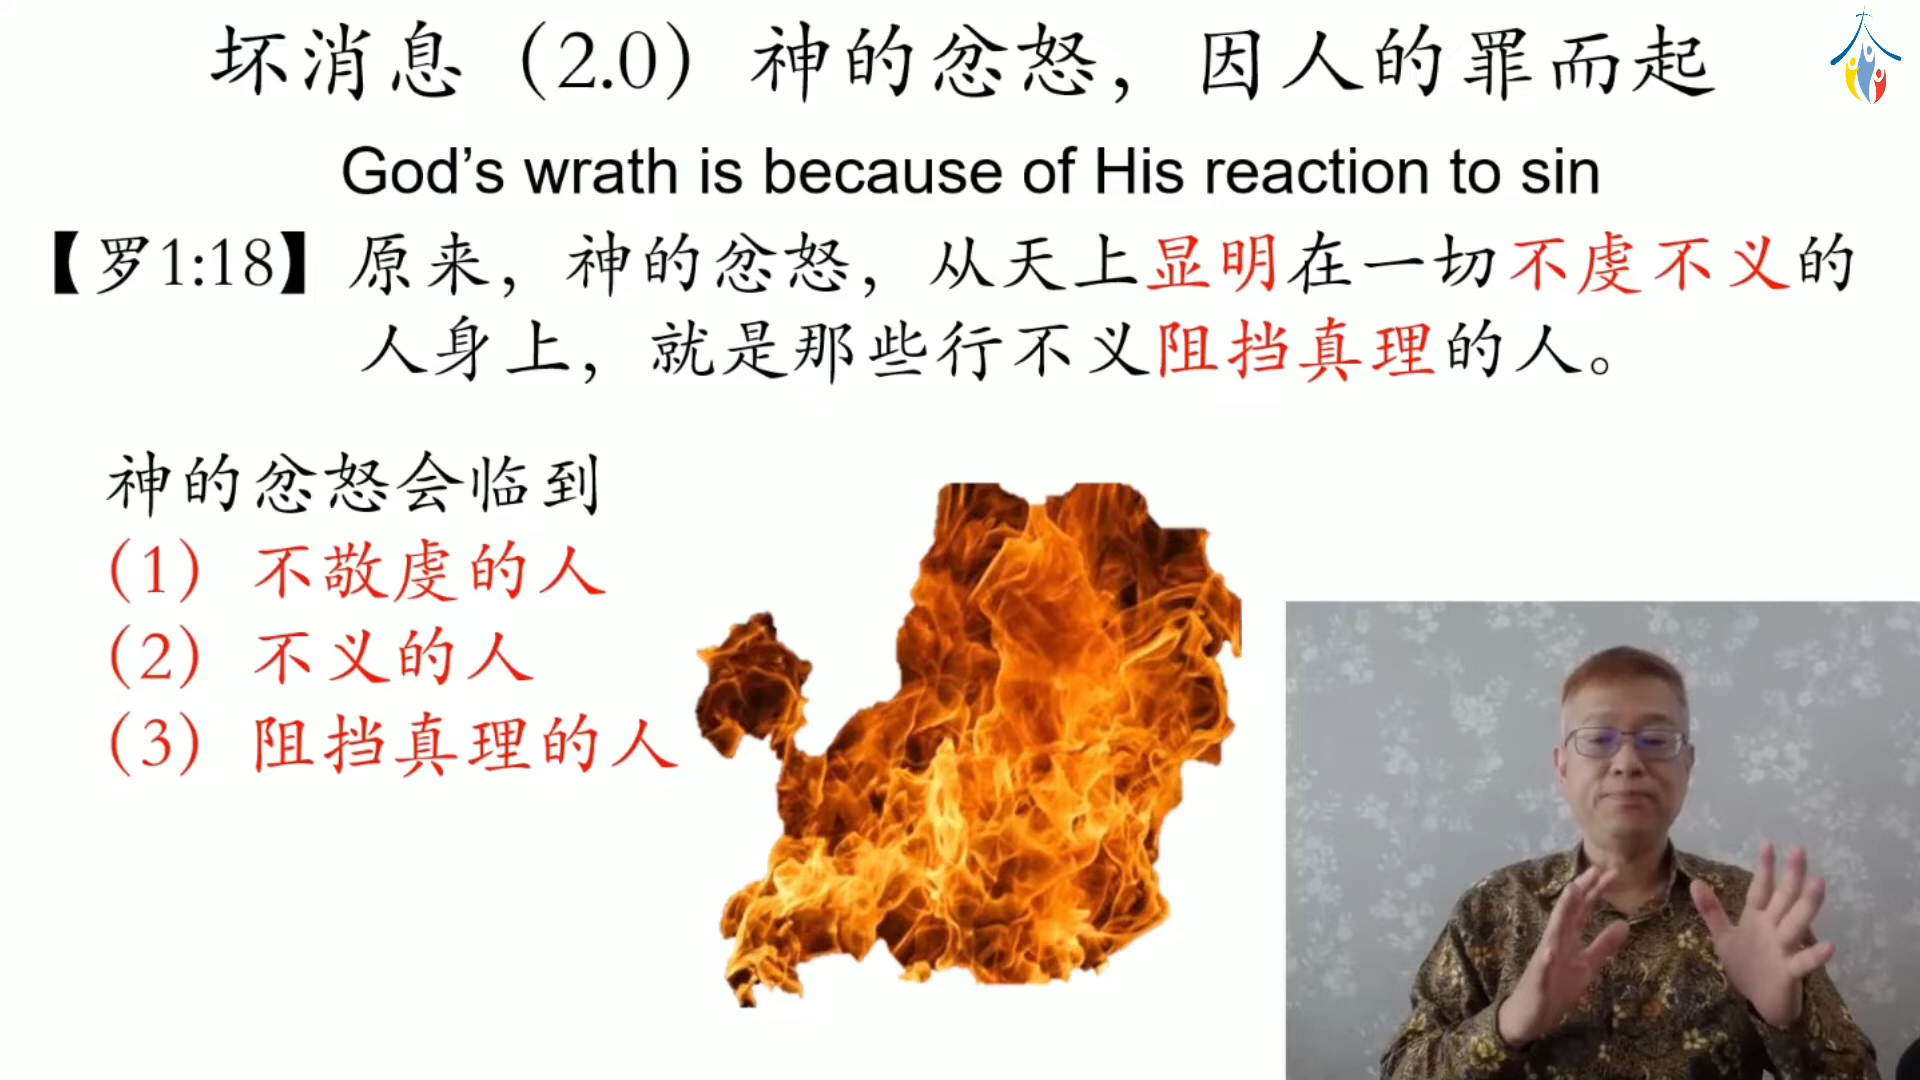 坏消息（2.0）神的忿怒，因人的罪而起
God’s wrath is because of His reaction to sin
【罗1:18】原来，神的忿怒，从天上显明在一切不虔不义的
人身上，就是那些行不义阻挡真理的人。
神的忿怒会临到
（1）不敬虔的人
（2）不义的人
（3）阻挡真理的人